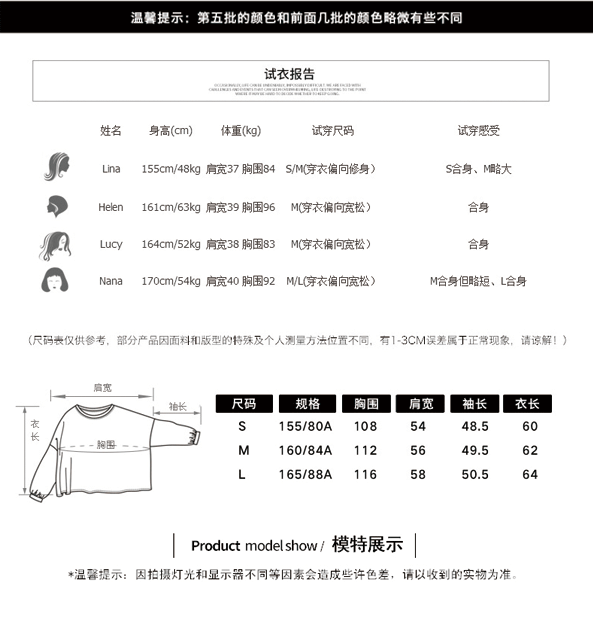 温馨提示：第五批的颜色和前面几批的颜色略微有些不同
试衣报告
姓名 身高(cm) 体重(kg) 试穿尺码 试穿感受
Lina 155cm/48kg 肩宽37 胸围84 S/M(穿衣偏向修身） S合身、M略大
Helen 161cm/63kg 肩宽39 胸围96 M(穿衣偏向宽松） 合身
Lucy 164cm/52kg 肩宽38 胸围83 M(穿衣偏向宽松） 合身
Nana 170cm/54kg 肩宽40 胸围92 M/L(穿衣偏向宽松） M合身但略短、L合身
（尺码表仅供参考，部分产品因面料和版型的特殊及个人测量方法位置不同，有1-3CM误差属于正常现象，请谅解！）
肩宽
袖长
衣长
胸围
尺码 规格 胸围 肩宽 袖长 衣长
S 155/80A 108 54 48.5 60
M 160/84A 112 56 49.5 62
L 165/88A 116 58 50.5 64
Product model show / 模特展示
*温馨提示：因拍摄灯光和显示器不同等因素会造成些许色差，请以收到的实物为准。